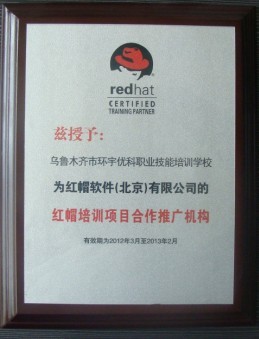 redhat
CERTIFIED
TRAINING PARTNER
兹授予:
乌鲁木齐市环宇优科职业技能培训学校
为红帽软件(北京)有限公司的
红帽培训项目合作推广机构
有效期为2012年3月至2013年2月